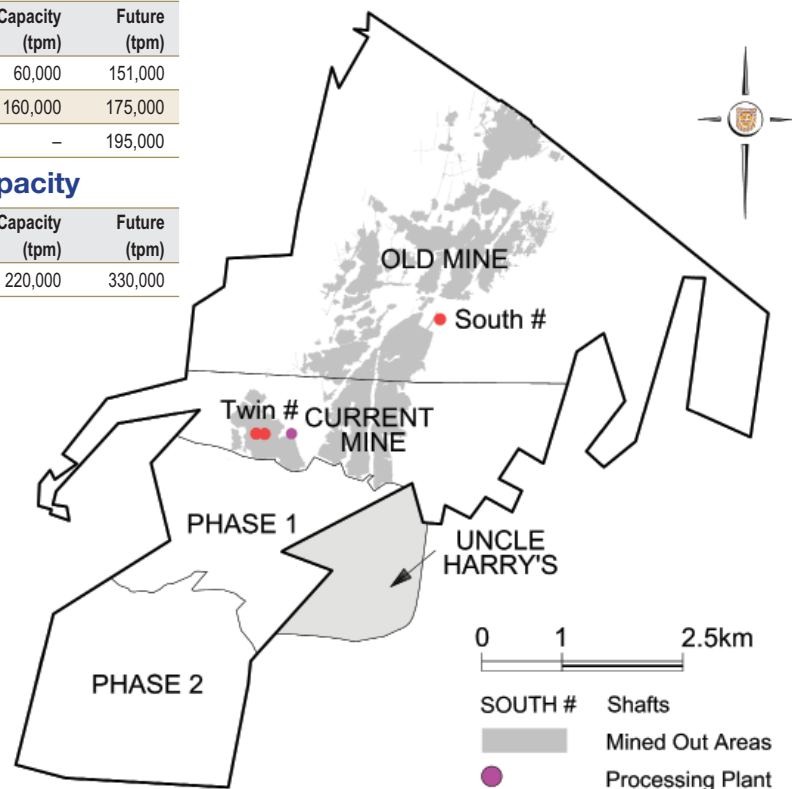 Capacity Future
(tpm) (tpm)
60,000 151,000
160,000 175,000
– 195,000
pacity
Capacity Future
(tpm) (tpm)
220,000 330,000
OLD MINE
South #
Twin #
CURRENT
MINE
PHASE 1
UNCLE
HARRY'S
PHASE 2
0 1 2.5km
SOUTH # Shafts
Mined Out Areas
Processing Plant